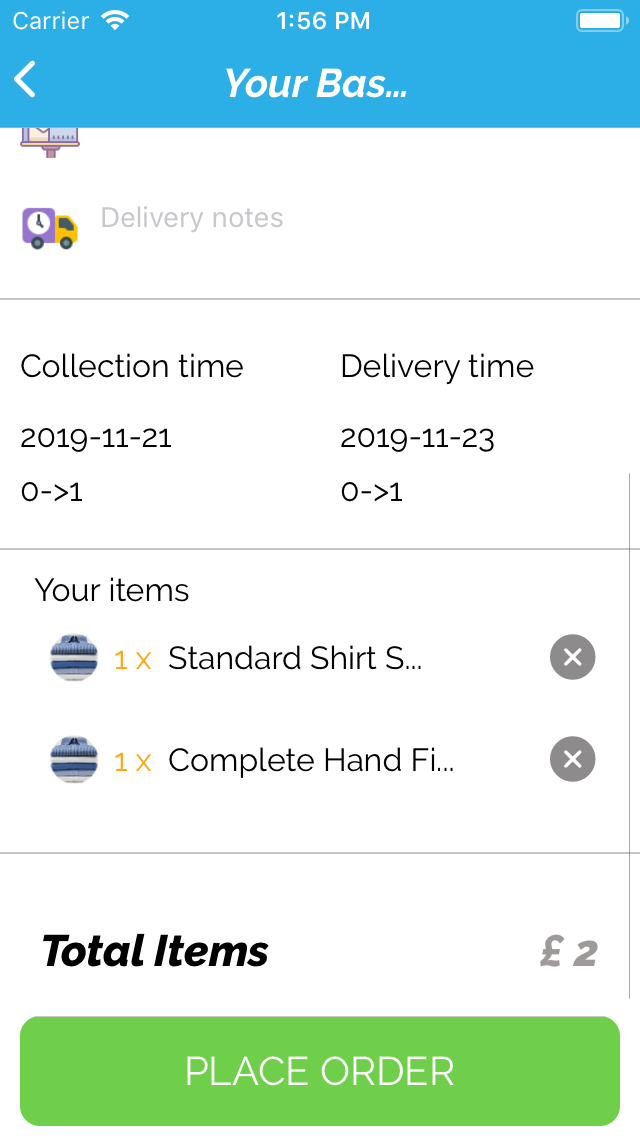 Carrier 1:56 PM
Your Bas...
Delivery notes
Collection time Delivery time
2019-11-21 2019-11-23
0->1 0->1
Your items
1 x Standard Shirt S...
1 x Complete Hand Fi...
Total Items £ 2
PLACE ORDER